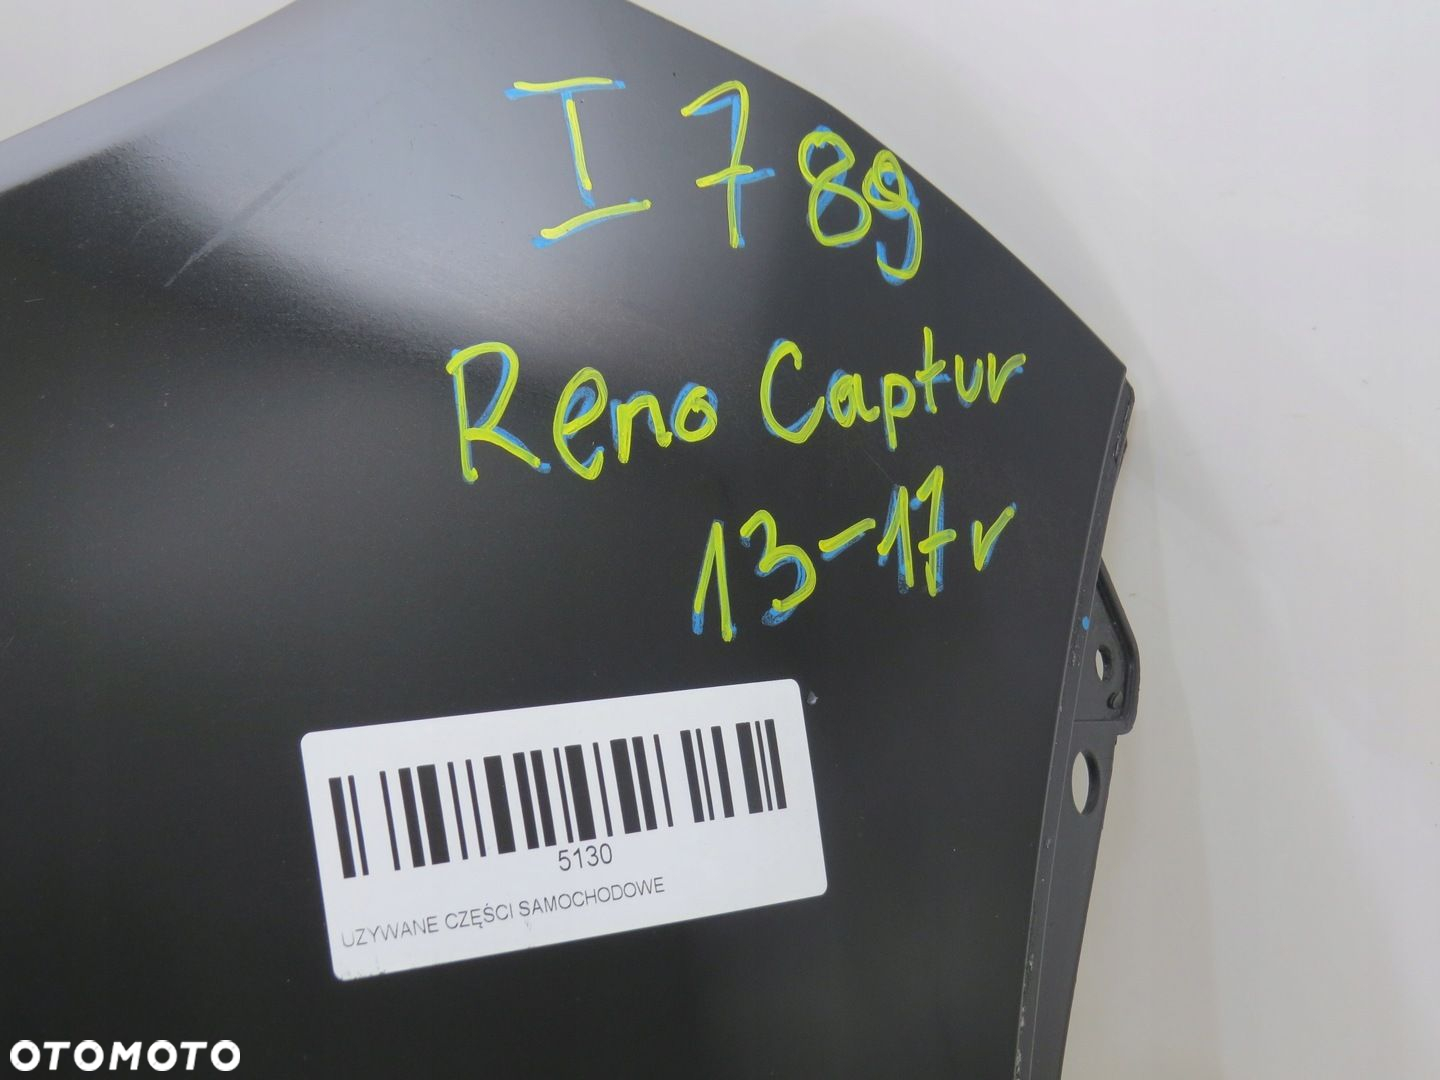 I 789
Reno Captur
13-17r
5130
UZYWANE CZĘŚCI SAMOCHODOWE
OTOMOTO